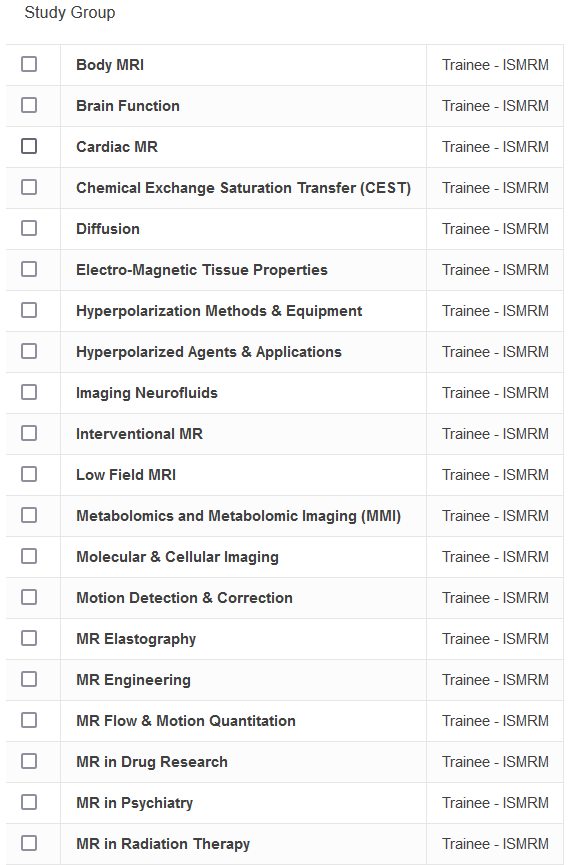 Study Group
Body MRI Trainee - ISMRM
Brain Function Trainee - ISMRM
Cardiac MR Trainee - ISMRM
Chemical Exchange Saturation Transfer (CEST) Trainee - ISMRM
Diffusion Trainee - ISMRM
Electro-Magnetic Tissue Properties Trainee - ISMRM
Hyperpolarization Methods & Equipment Trainee - ISMRM
Hyperpolarized Agents & Applications Trainee - ISMRM
Imaging Neurofluids Trainee - ISMRM
Interventional MR Trainee - ISMRM
Low Field MRI Trainee - ISMRM
Metabolomics and Metabolomic Imaging (MMI) Trainee - ISMRM
Molecular & Cellular Imaging Trainee - ISMRM
Motion Detection & Correction Trainee - ISMRM
MR Elastography Trainee - ISMRM
MR Engineering Trainee - ISMRM
MR Flow & Motion Quantitation Trainee - ISMRM
MR in Drug Research Trainee - ISMRM
MR in Psychiatry Trainee - ISMRM
MR in Radiation Therapy Trainee - ISMRM